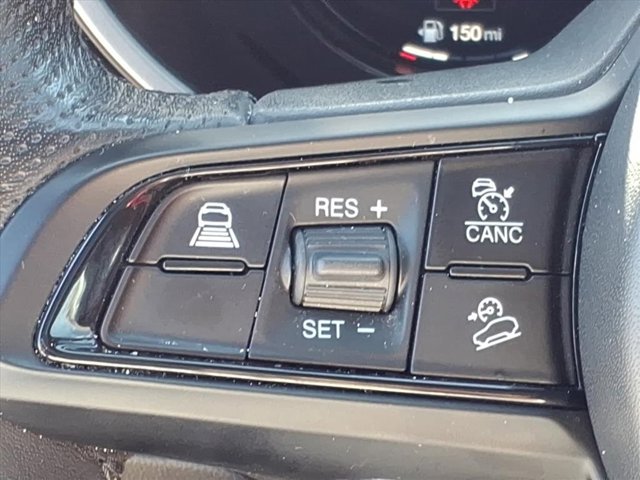 150 mi
RES +
CANC
SET -